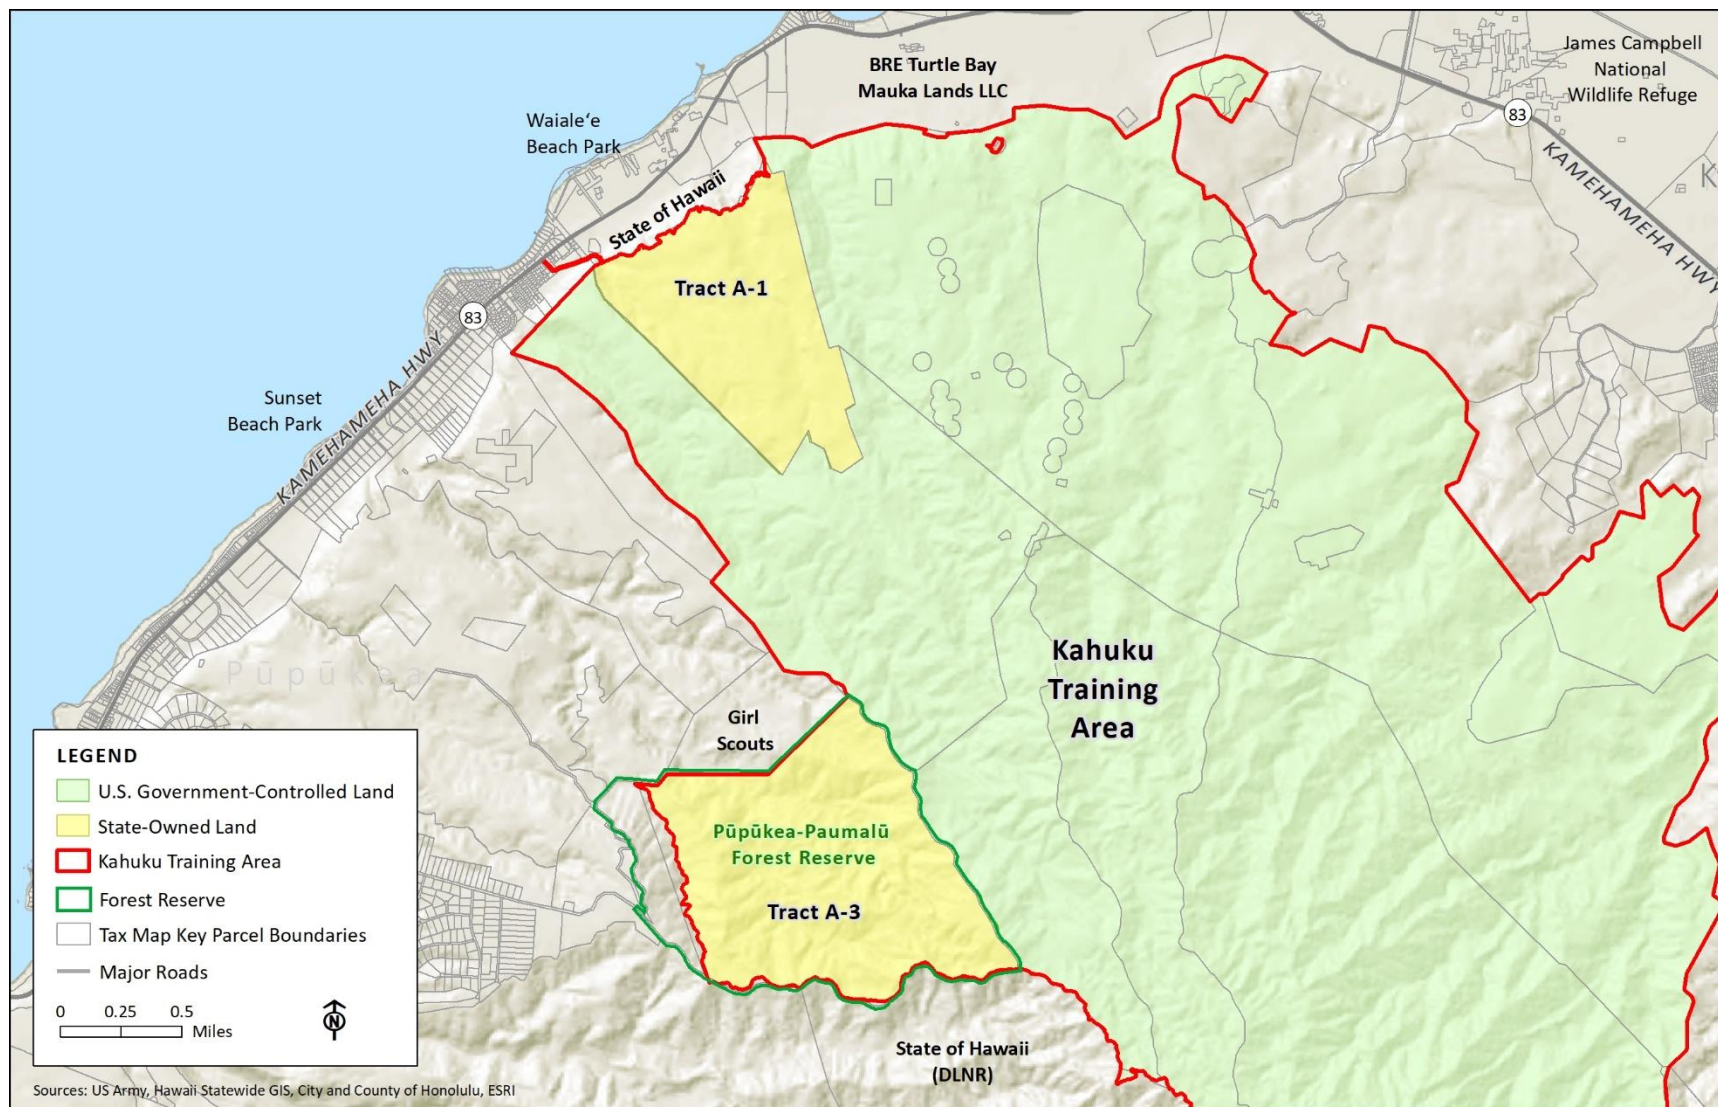 James Campbell
National
Wildlife Refuge
BRE Turtle Bay
Mauka Lands LLC
83
Waialeʻe
Beach Park
KAMEHAMEHA HWY
K
State of Hawaii
Tract A-1
83
KAMEHAMEHA HWY
Sunset
Beach Park
Kahuku
Training
Area
Pūpūkea
Girl
Scouts
Pūpūkea-Paumalū
Forest Reserve
Tract A-3
State of Hawaii
(DLNR)
LEGEND
U.S. Government-Controlled Land
State-Owned Land
Kahuku Training Area
Forest Reserve
Tax Map Key Parcel Boundaries
Major Roads
0 0.25 0.5
Miles
N
Sources: US Army, Hawaii Statewide GIS, City and County of Honolulu, ESRI